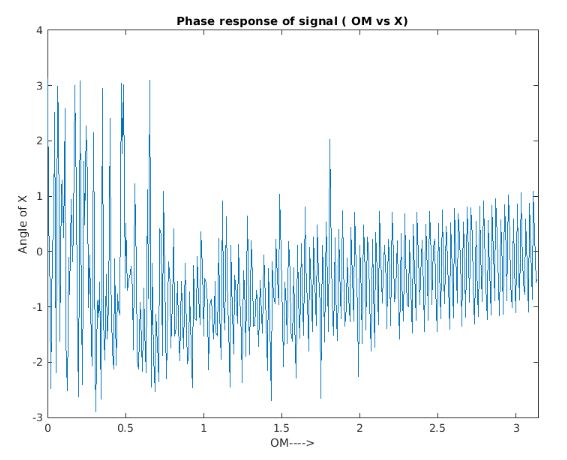 Phase response of signal ( OM vs X)
4
3
2
1
0
-1
-2
-3
Angle of X
0 0.5 1 1.5 2 2.5 3
OM---->